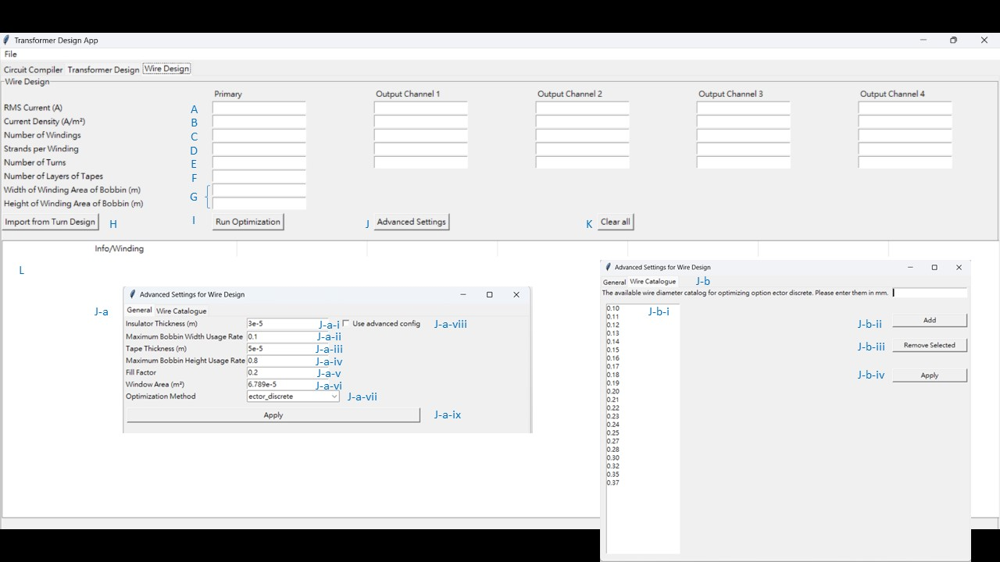 Transformer Design App
File
Circuit Compiler Transformer Design Wire Design
Wire Design
Primary Output Channel 1 Output Channel 2 Output Channel 3 Output Channel 4
RMS Current (A) A
Current Density (A/m²) B
Number of Windings C
Strands per Winding D
Number of Turns E
Number of Layers of Tapes F
Width of Winding Area of Bobbin (m)
G
Height of Winding Area of Bobbin (m)
Import from Turn Design H I Run Optimization J Advanced Settings K Clear all
Info/Winding
L
Advanced Settings for Wire Design
J-a
General Wire Catalogue
Insulator Thickness (m) 3e-5 J-a-i Use advanced config J-a-viii
Maximum Bobbin Width Usage Rate 0.1 J-a-ii
Tape Thickness (m) 5e-5 J-a-iii
Maximum Bobbin Height Usage Rate 0.8 J-a-iv
Fill Factor 0.2 J-a-v
Window Area (m²) 6.789e-5 J-a-vi
Optimization Method ector_discrete J-a-vii
Apply J-a-ix
Advanced Settings for Wire Design
General Wire Catalogue J-b
The available wire diameter catalog for optimizing option ector discrete. Please enter them in mm.
0.10 J-b-i
0.11
0.12
0.13
0.14
0.15
0.16
0.17
0.18
0.19
0.20
0.21
0.22
0.23
0.24
0.25
0.27
0.28
0.30
0.32
0.35
0.37
J-b-ii Add
J-b-iii Remove Selected
J-b-iv Apply